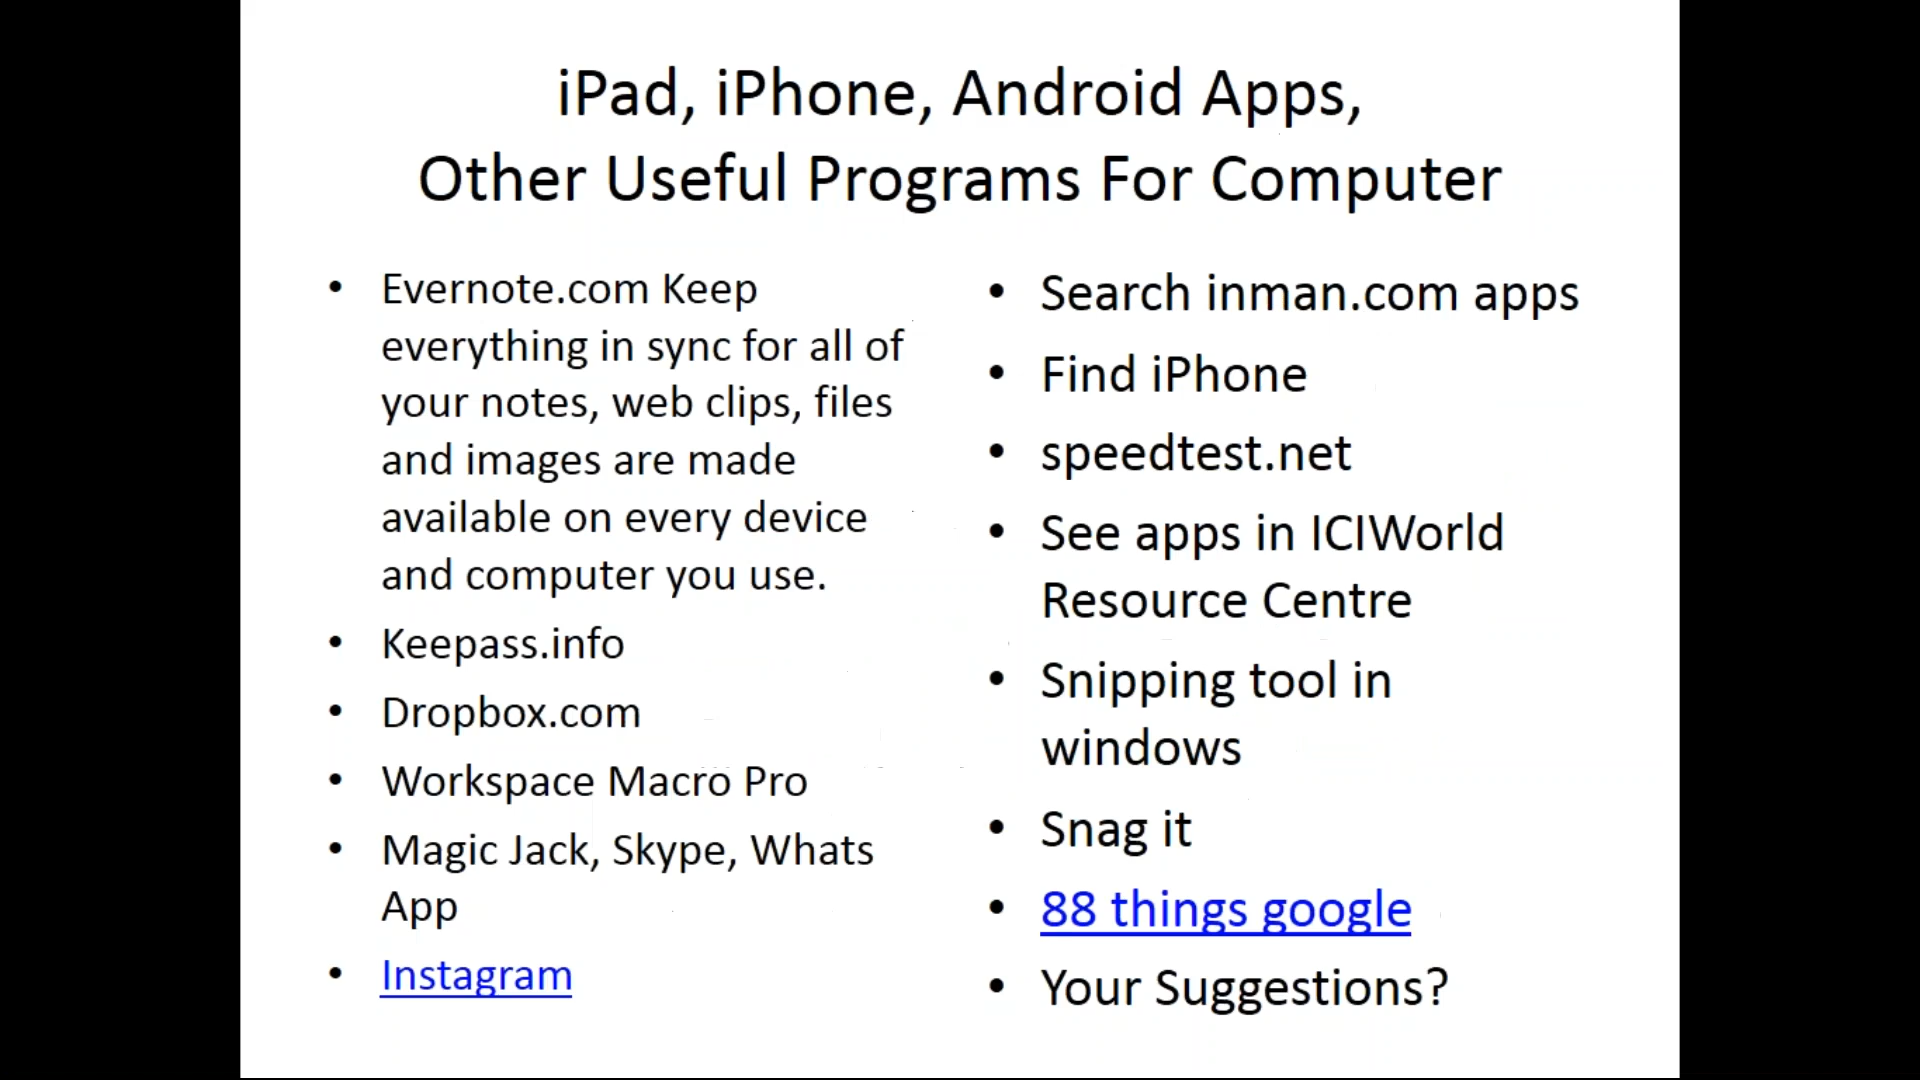 iPad, iPhone, Android Apps,
Other Useful Programs For Computer
• Evernote.com Keep
everything in sync for all of
your notes, web clips, files
and images are made
available on every device
and computer you use.
• Keepass.info
• Dropbox.com
• Workspace Macro Pro
• Magic Jack, Skype, Whats
App
• Instagram
• Search inman.com apps
• Find iPhone
• speedtest.net
• See apps in ICIWorld
Resource Centre
• Snipping tool in
windows
• Snag it
• 88 things google
• Your Suggestions?